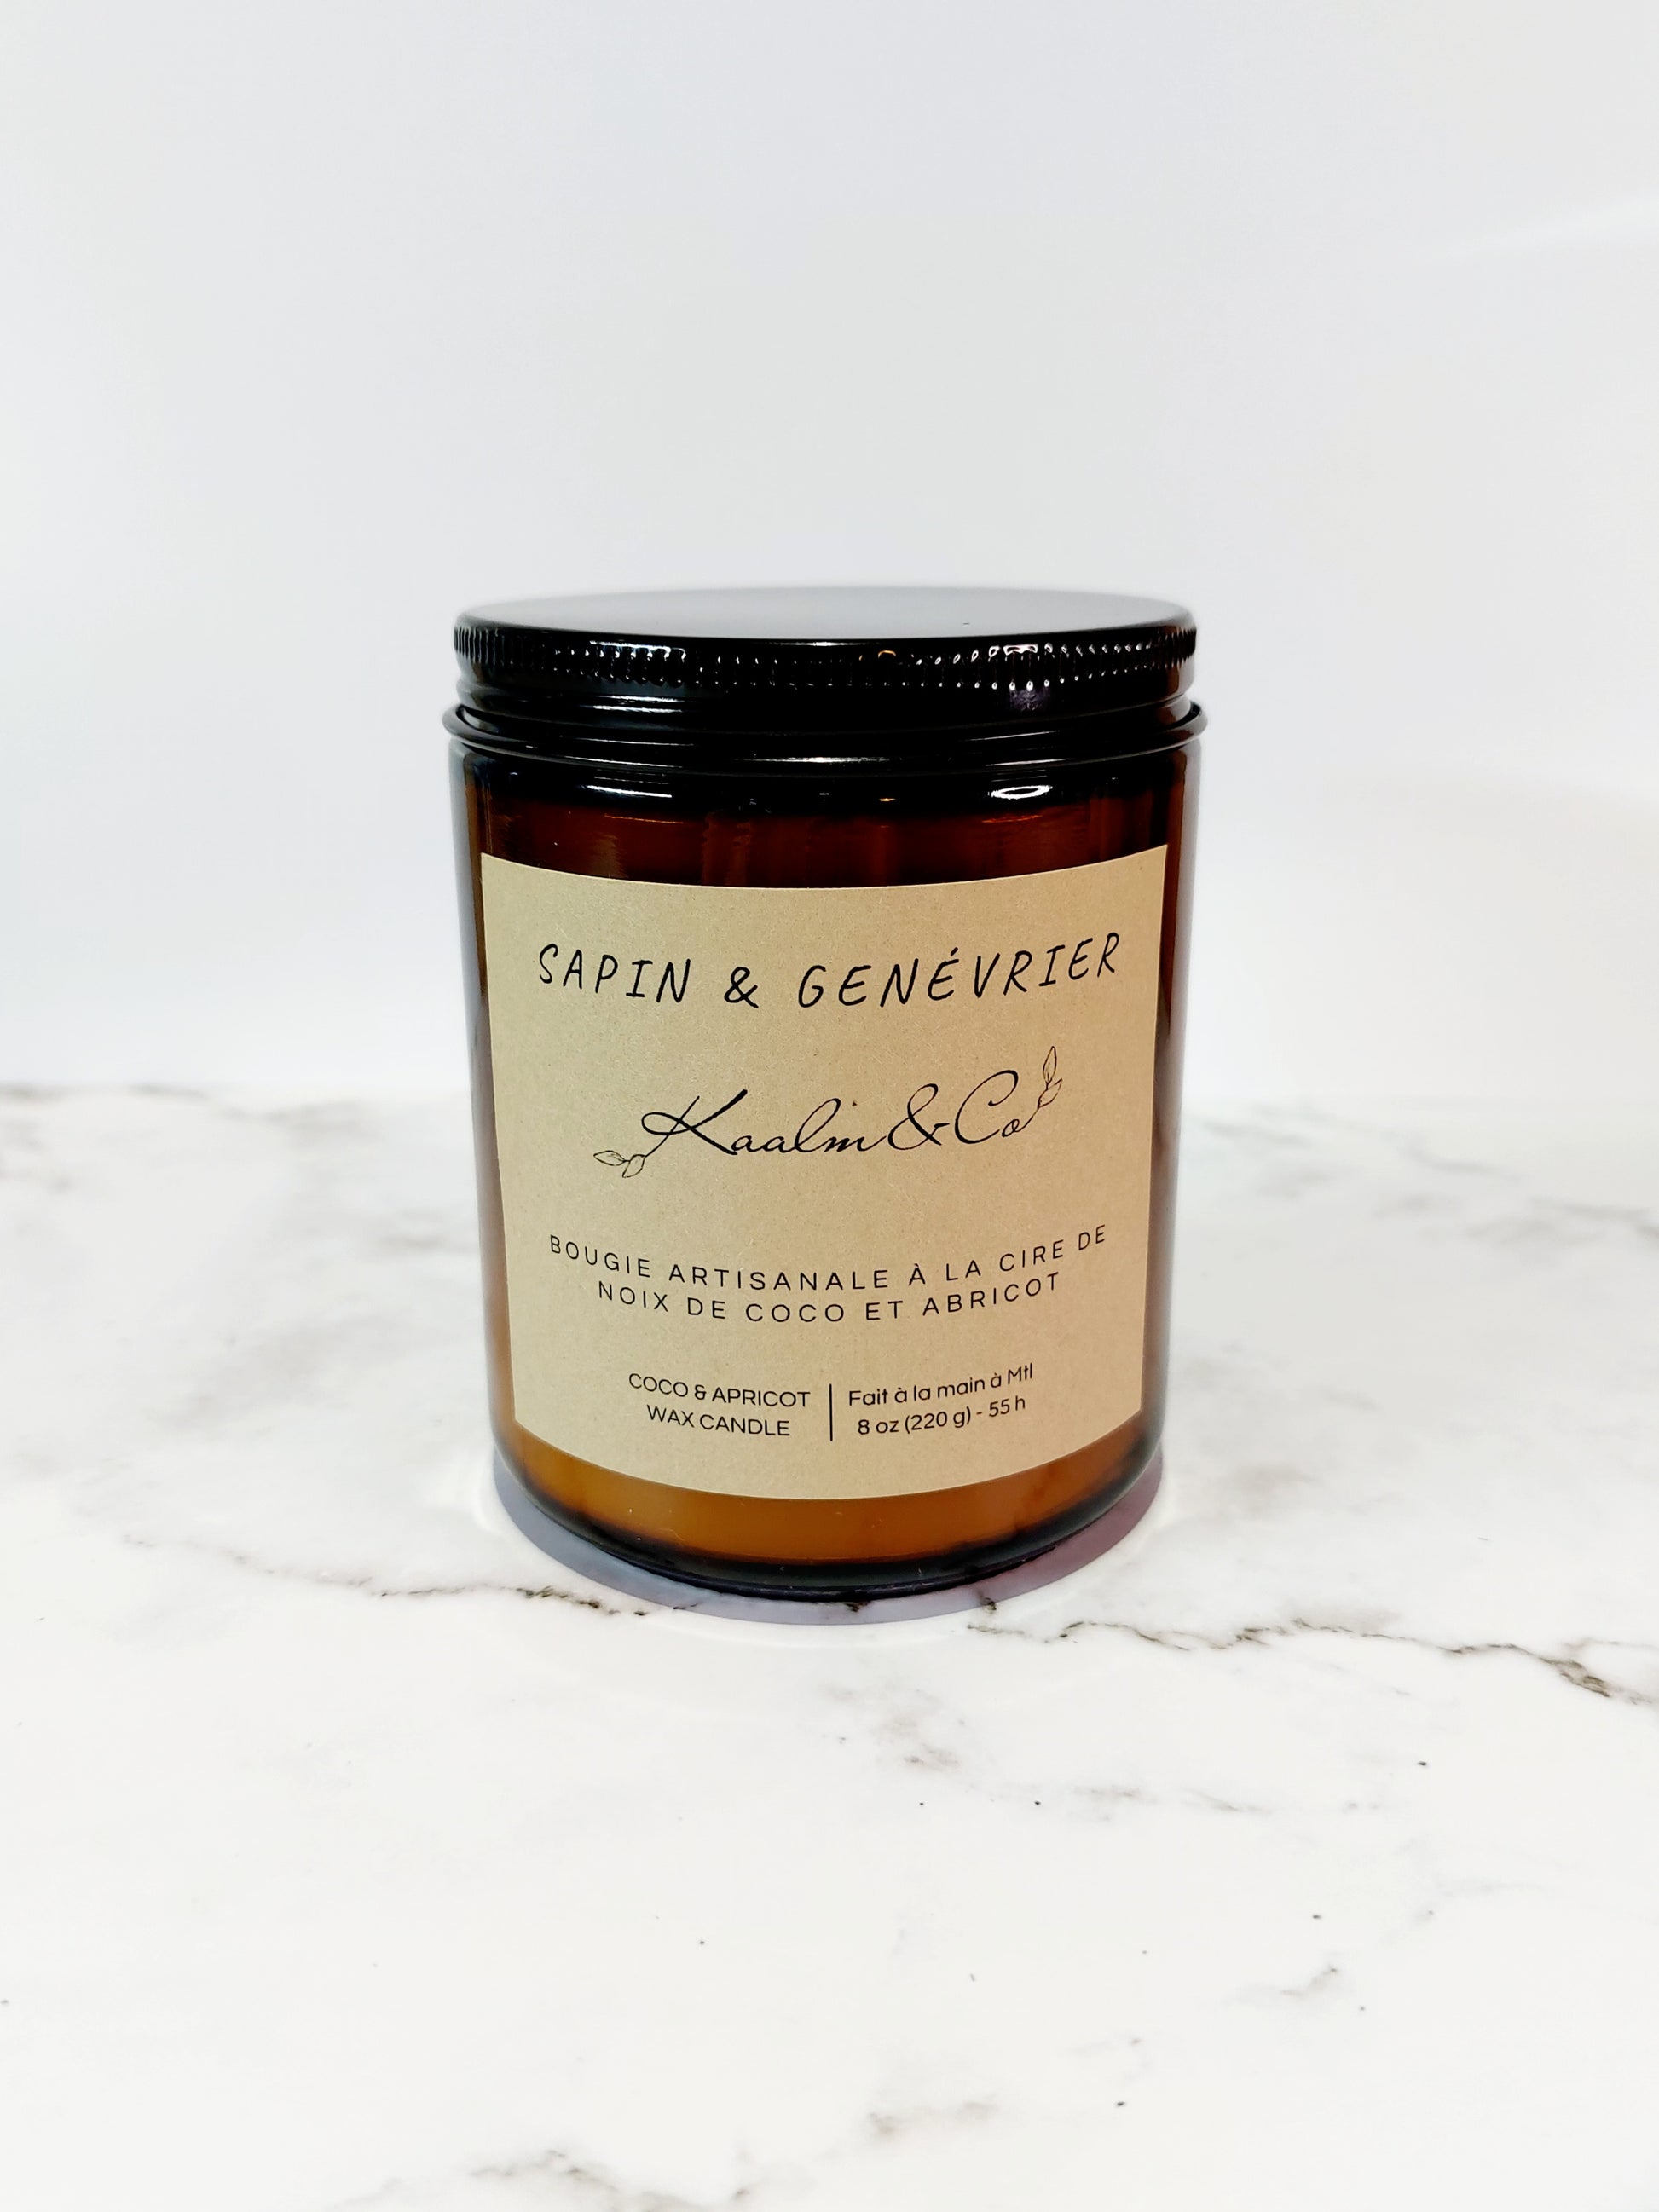 SAPIN & GENÉVRIER
Kaalm&Co
BOUGIE ARTISANALE À LA CIRE DE
NOIX DE COCO ET ABRICOT
COCO & APRICOT
WAX CANDLE
Fait à la main à Mtl
8 oz (220 g) - 55 h